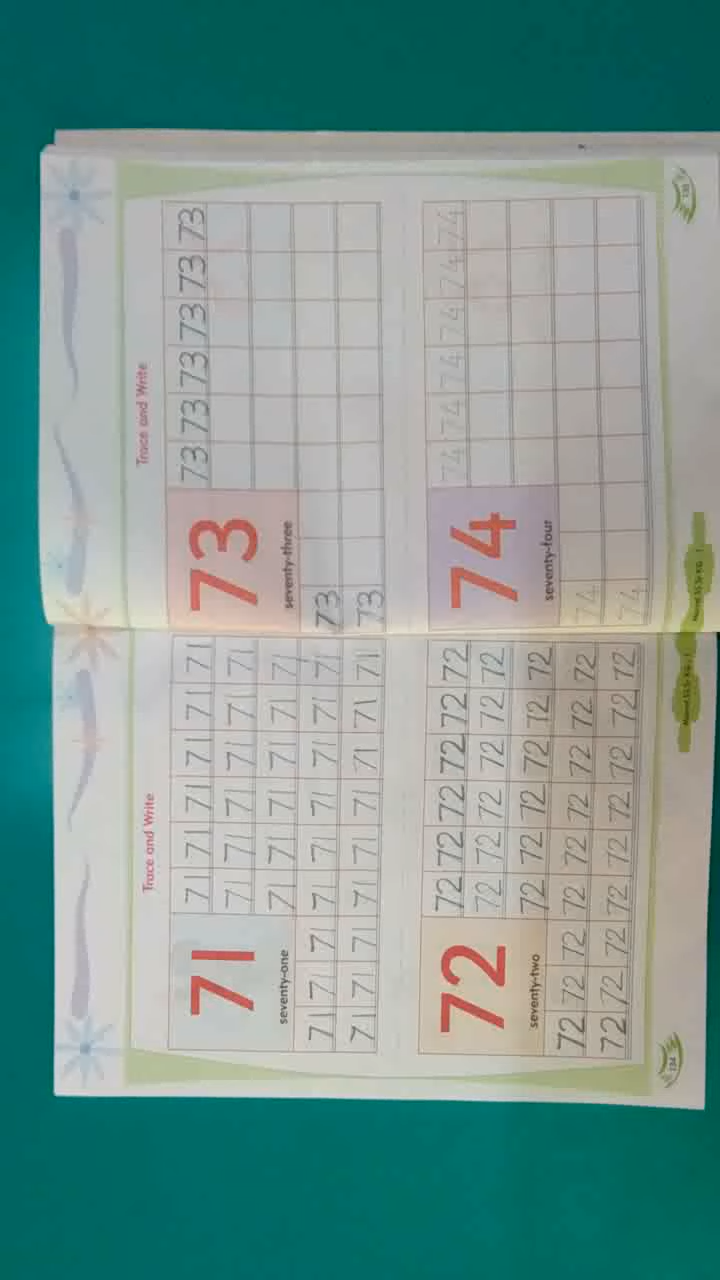 Trace and Write
71 71 71 71 71 71 71
71 71 71 71 71 71
71 71 71 71 71 71
seventy-one
71 71 71 71 71 71 71 71 71
71 71 71 71 71 71 71 71 71
72 72 72 72 72 72 72
72 72 72 72 72 72
72 72 72 72 72 72
seventy-two
72 72 72 72 72 72 72 72 72
72 72 72 72 72 72 72 72 72
134
Trace and Write
73 73 73 73 73 73 73
seventy-three
73
73
74 74 74 74 74 74 74
seventy-four
74
74
135